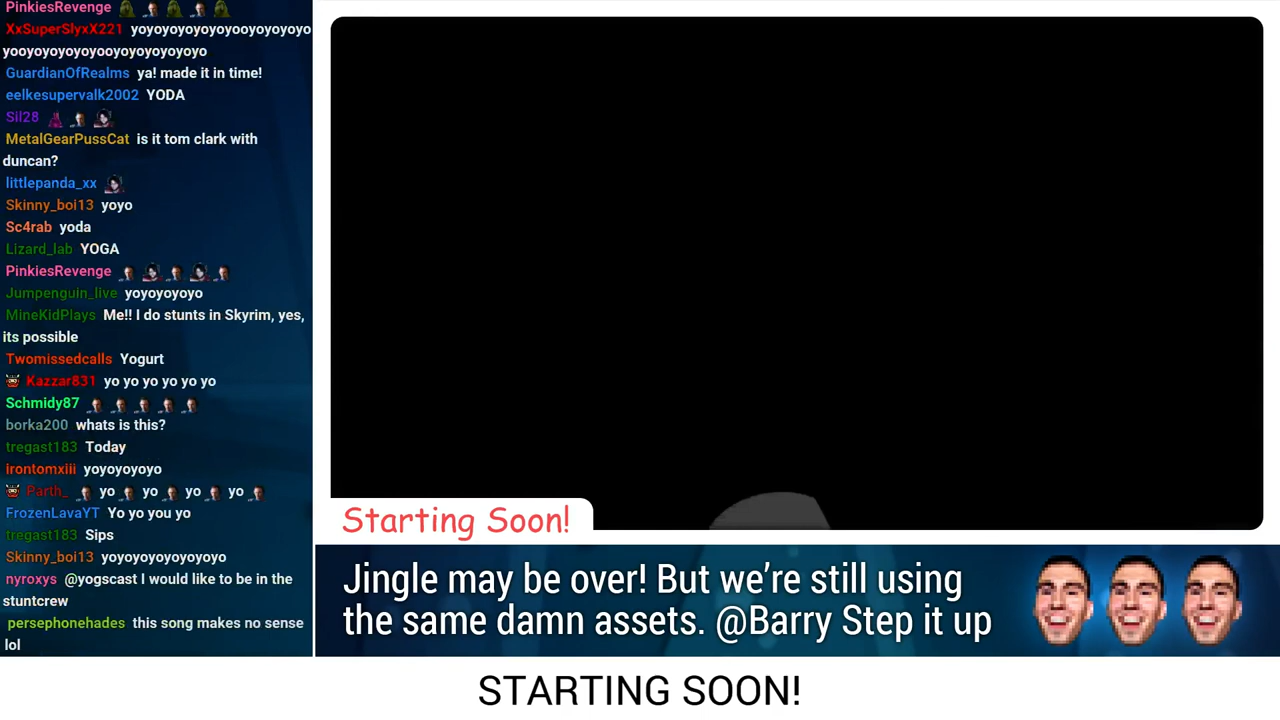 PinkiesRevenge
XxSuperSlyxX221 yoyoyoyoyoyoyooyoyoyoyo
yooyoyoyoyoyooyoyoyoyoyoyo
GuardianOfRealms ya! made it in time!
eelkesupervalk2002 YODA
Sil28
MetalGearPussCat is it tom clark with
duncan?
littlepanda_xx
Skinny_boi13 yoyo
Sc4rab yoda
Lizard_lab YOGA
PinkiesRevenge
Jumpenguin_live yoyoyoyoyo
MineKidPlays Me!! I do stunts in Skyrim, yes,
its possible
Twomissedcalls Yogurt
Kazzar831 yo yo yo yo yo yo
Schmidy87
borka200 whats is this?
tregast183 Today
irontomxiii yoyoyoyoyo
Parth_ yo yo yo yo
FrozenLavaYT Yo yo you yo
tregast183 Sips
Skinny_boi13 yoyoyoyoyoyoyoyo
nyroxys @yogscast I would like to be in the
stuntcrew
persephonehades this song makes no sense
lol
Starting Soon!
Jingle may be over! But we’re still using
the same damn assets. @Barry Step it up
STARTING SOON!